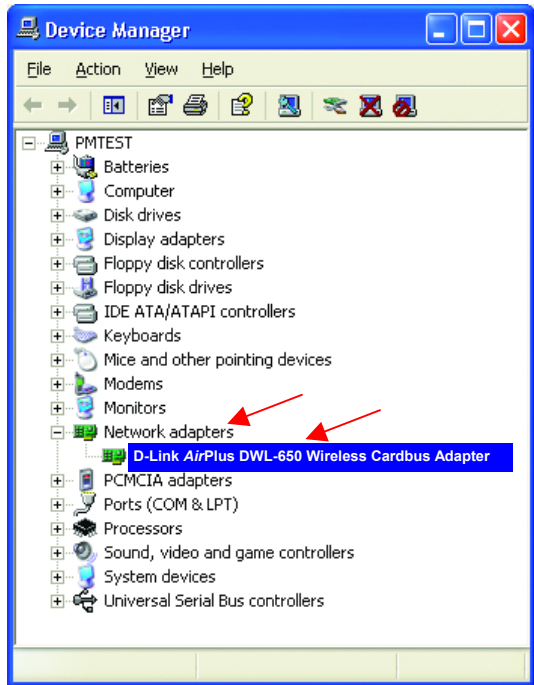 Device Manager
File Action View Help
PMTEST
Batteries
Computer
Disk drives
Display adapters
Floppy disk controllers
Floppy disk drives
IDE ATA/ATAPI controllers
Keyboards
Mice and other pointing devices
Modems
Monitors
Network adapters
D-Link AirPlus DWL-650 Wireless Cardbus Adapter
PCMCIA adapters
Ports (COM & LPT)
Processors
Sound, video and game controllers
System devices
Universal Serial Bus controllers